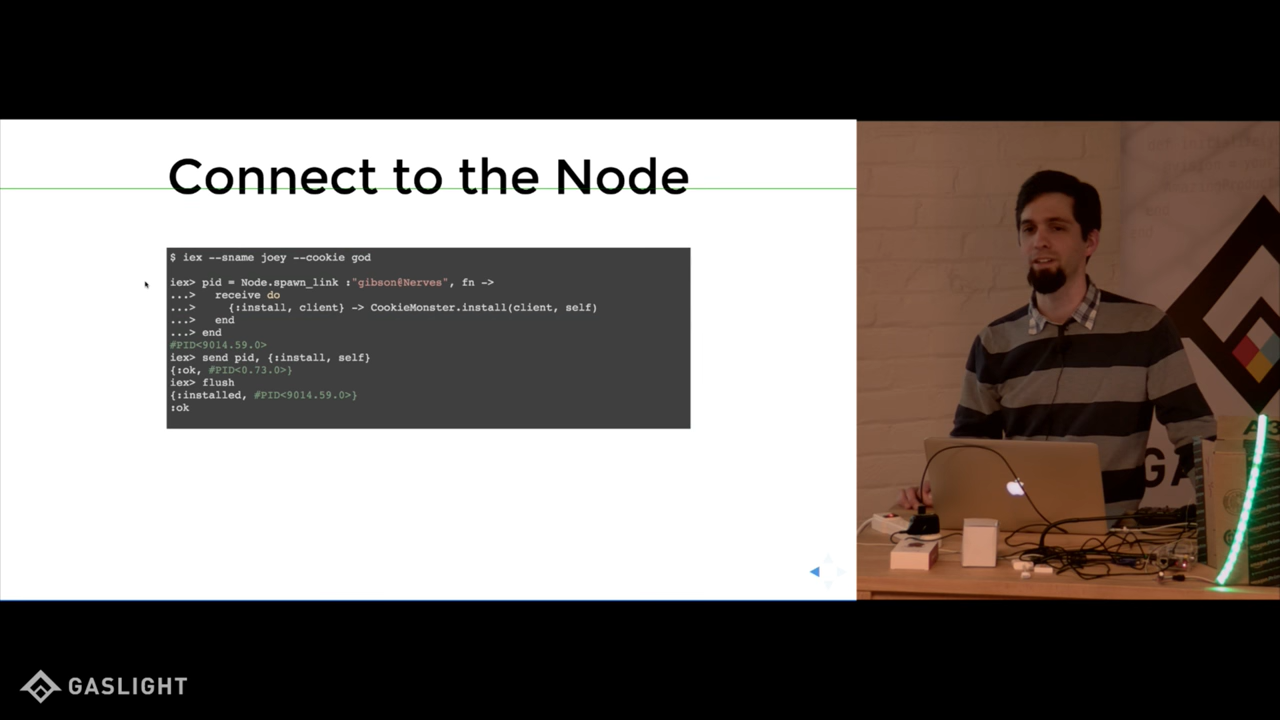 Connect to the Node
$ iex --sname joey --cookie god
iex> pid = Node.spawn_link :"gibson@Nerves", fn ->
...>   receive do
...>     {:install, client} -> CookieMonster.install(client, self)
...>   end
...> end
#PID<9014.59.0>
iex> send pid, {:install, self}
{:ok, #PID<0.73.0>}
iex> flush
{:installed, #PID<9014.59.0>}
:ok
end
GA
GASLIGHT